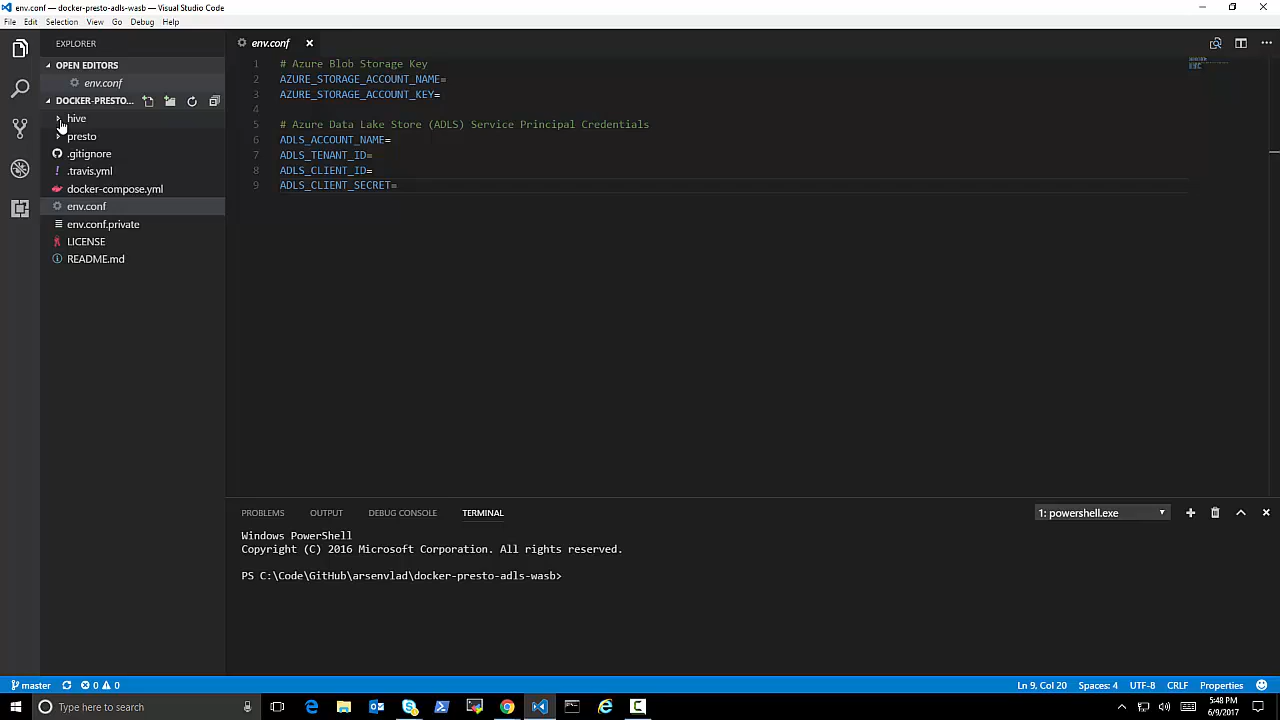 env.conf — docker-presto-adls-wasb — Visual Studio Code
File Edit Selection View Go Debug Help
EXPLORER
OPEN EDITORS
env.conf
DOCKER-PRESTO...
hive
presto
.gitignore
.travis.yml
docker-compose.yml
env.conf
env.conf.private
LICENSE
README.md
env.conf
1 # Azure Blob Storage Key
2 AZURE_STORAGE_ACCOUNT_NAME=
3 AZURE_STORAGE_ACCOUNT_KEY=
4
5 # Azure Data Lake Store (ADLS) Service Principal Credentials
6 ADLS_ACCOUNT_NAME=
7 ADLS_TENANT_ID=
8 ADLS_CLIENT_ID=
9 ADLS_CLIENT_SECRET=
PROBLEMS OUTPUT DEBUG CONSOLE TERMINAL 1: powershell.exe
Windows PowerShell
Copyright (C) 2016 Microsoft Corporation. All rights reserved.
PS C:\Code\GitHub\arsenvlad\docker-presto-adls-wasb>
master 0 0 Ln 9, Col 20 Spaces: 4 UTF-8 CRLF Properties
Type here to search
5:48 PM
6/9/2017